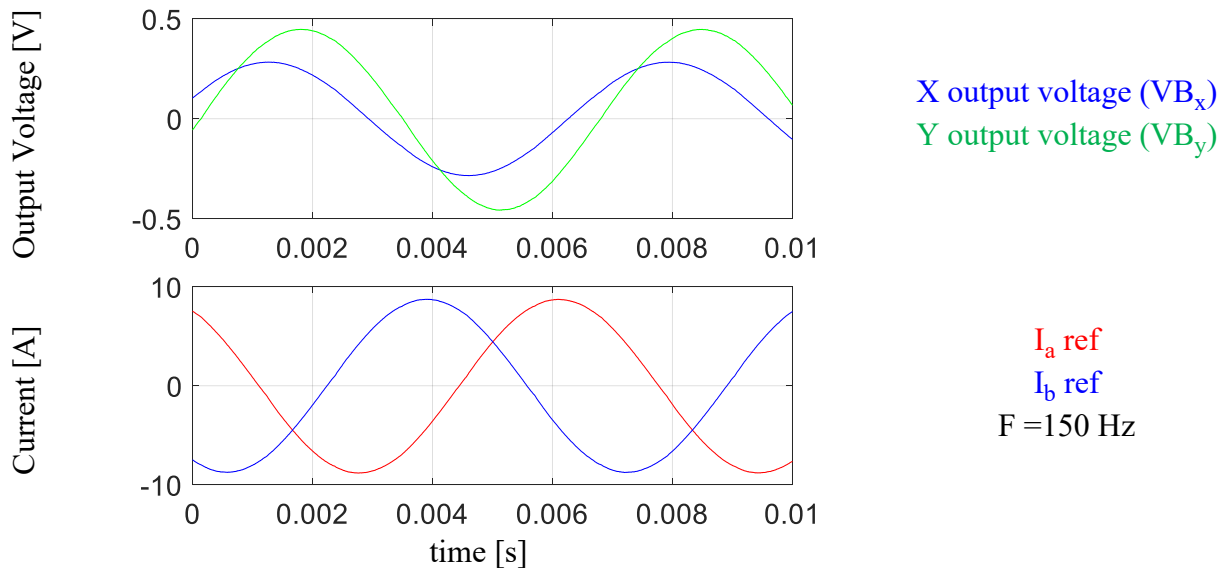 Output Voltage [V]
0.5
0
-0.5
0 0.002 0.004 0.006 0.008 0.01
X output voltage (VBx)
Y output voltage (VBy)
Current [A]
10
0
-10
0 0.002 0.004 0.006 0.008 0.01
time [s]
Ia ref
Ib ref
F =150 Hz